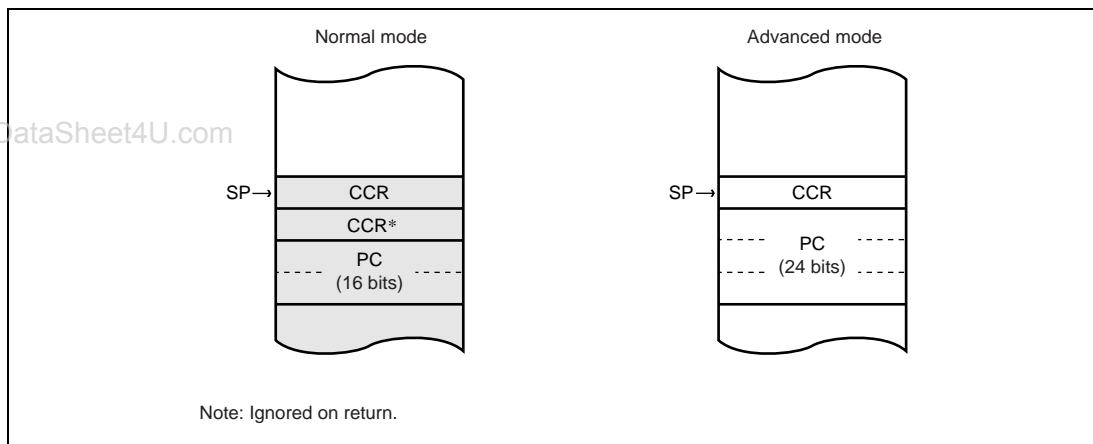 Normal mode
Advanced mode
DataSheet4U.com
SP→ CCR
CCR*
PC
(16 bits)
SP→ CCR
PC
(24 bits)
Note: Ignored on return.